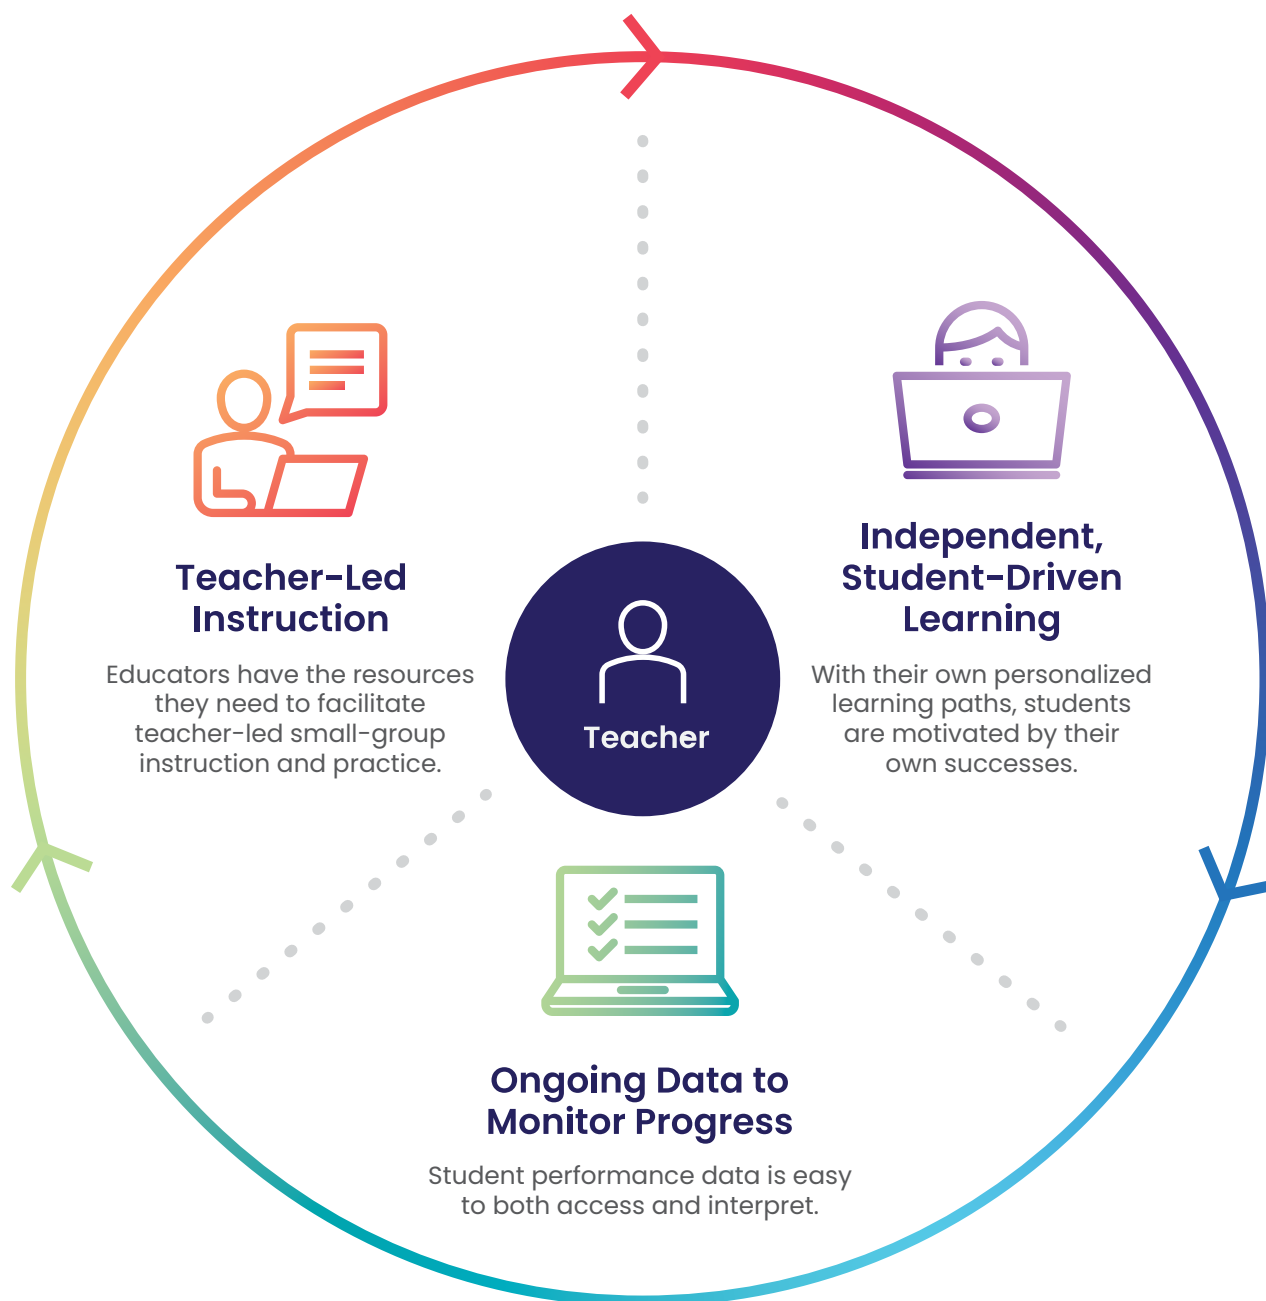 Teacher-Led
Instruction
Educators have the resources
they need to facilitate
teacher-led small-group
instruction and practice.
Independent,
Student-Driven
Learning
With their own personalized
learning paths, students
are motivated by their
own successes.
Teacher
Ongoing Data to
Monitor Progress
Student performance data is easy
to both access and interpret.